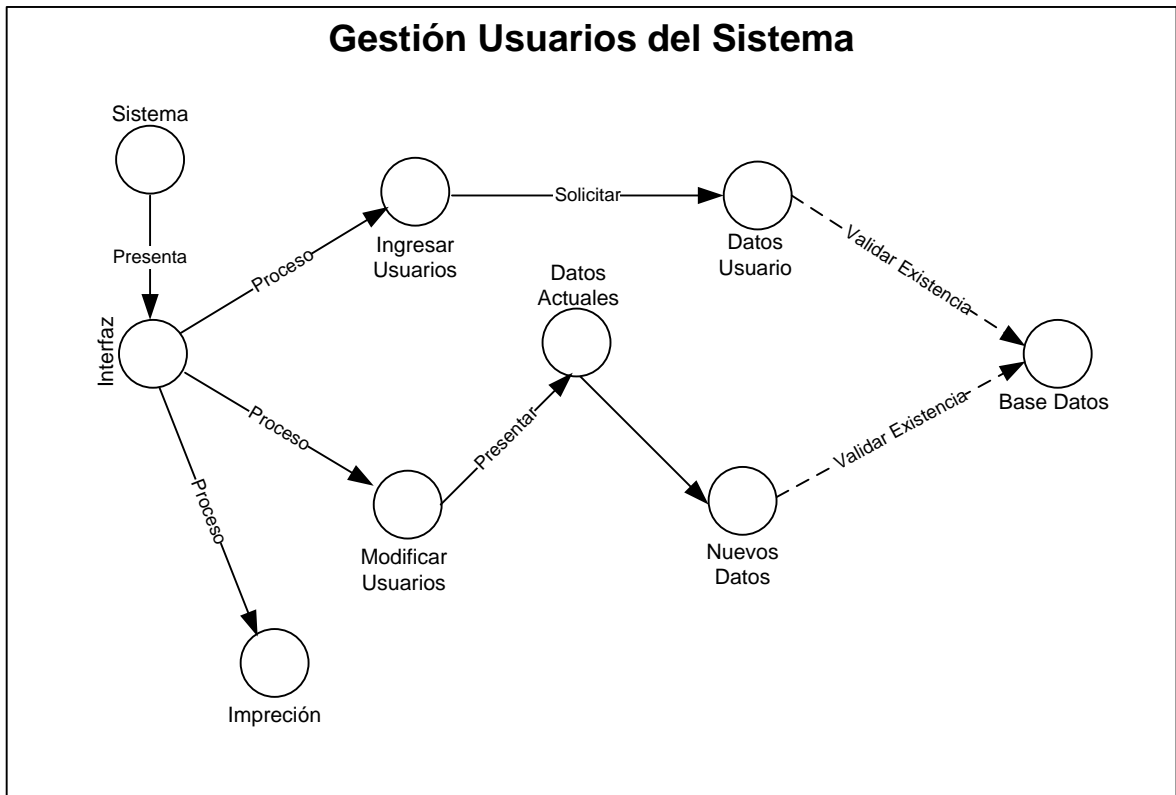 Gestión Usuarios del Sistema
Sistema
Presenta
Interfaz
Proceso
Ingresar
Usuarios
Solicitar
Datos
Usuario
Validar Existencia
Datos
Actuales
Base Datos
Proceso
Presentar
Validar Existencia
Modificar
Usuarios
Nuevos
Datos
Proceso
Impreción